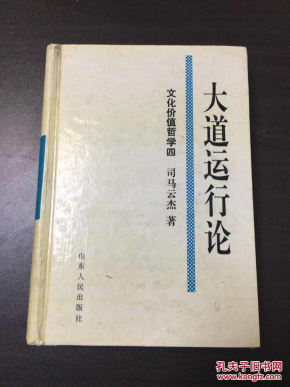 大道运行论
文化价值哲学四
司马云杰 著
山东人民出版社
孔夫子旧书网